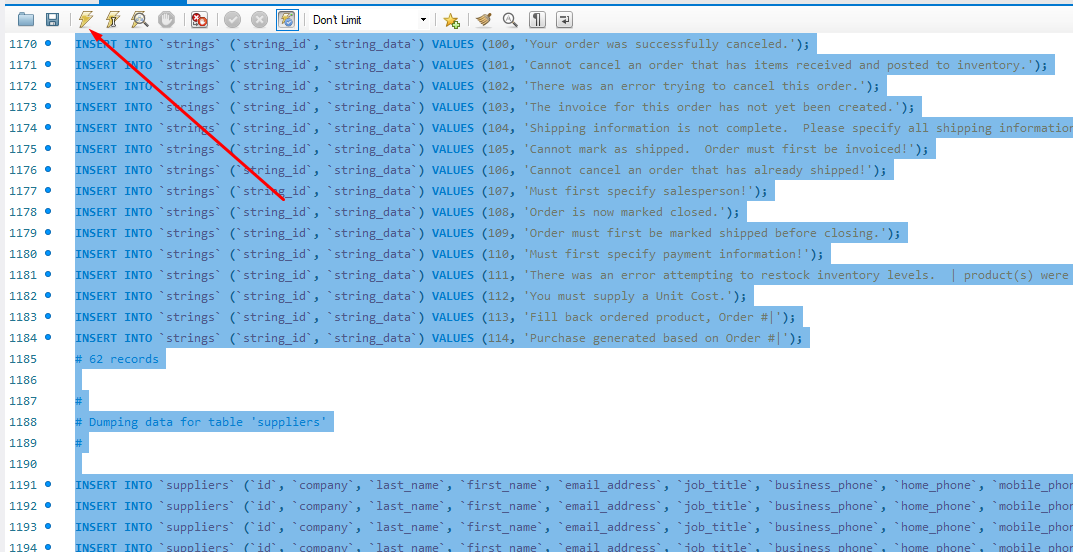 Don't Limit
1170 INSERT INTO `strings` (`string_id`, `string_data`) VALUES (100, 'Your order was successfully canceled.');
1171 INSERT INTO `strings` (`string_id`, `string_data`) VALUES (101, 'Cannot cancel an order that has items received and posted to inventory.');
1172 INSERT INTO `strings` (`string_id`, `string_data`) VALUES (102, 'There was an error trying to cancel this order.');
1173 INSERT INTO `strings` (`string_id`, `string_data`) VALUES (103, 'The invoice for this order has not yet been created.');
1174 INSERT INTO `strings` (`string_id`, `string_data`) VALUES (104, 'Shipping information is not complete.  Please specify all shipping information
1175 INSERT INTO `strings` (`string_id`, `string_data`) VALUES (105, 'Cannot mark as shipped.  Order must first be invoiced!');
1176 INSERT INTO `strings` (`string_id`, `string_data`) VALUES (106, 'Cannot cancel an order that has already shipped!');
1177 INSERT INTO `strings` (`string_id`, `string_data`) VALUES (107, 'Must first specify salesperson!');
1178 INSERT INTO `strings` (`string_id`, `string_data`) VALUES (108, 'Order is now marked closed.');
1179 INSERT INTO `strings` (`string_id`, `string_data`) VALUES (109, 'Order must first be marked shipped before closing.');
1180 INSERT INTO `strings` (`string_id`, `string_data`) VALUES (110, 'Must first specify payment information!');
1181 INSERT INTO `strings` (`string_id`, `string_data`) VALUES (111, 'There was an error attempting to restock inventory levels.  | product(s) were
1182 INSERT INTO `strings` (`string_id`, `string_data`) VALUES (112, 'You must supply a Unit Cost.');
1183 INSERT INTO `strings` (`string_id`, `string_data`) VALUES (113, 'Fill back ordered product, Order #|');
1184 INSERT INTO `strings` (`string_id`, `string_data`) VALUES (114, 'Purchase generated based on Order #|');
1185 # 62 records
1186
1187 #
1188 # Dumping data for table 'suppliers'
1189 #
1190
1191 INSERT INTO `suppliers` (`id`, `company`, `last_name`, `first_name`, `email_address`, `job_title`, `business_phone`, `home_phone`, `mobile_phon
1192 INSERT INTO `suppliers` (`id`, `company`, `last_name`, `first_name`, `email_address`, `job_title`, `business_phone`, `home_phone`, `mobile_phon
1193 INSERT INTO `suppliers` (`id`, `company`, `last_name`, `first_name`, `email_address`, `job_title`, `business_phone`, `home_phone`, `mobile_phon
1194 INSERT INTO `suppliers` (`id`, `company`, `last_name`, `first_name`, `email_address`, `job_title`, `business_phone`, `home_phone`, `mobile_phon